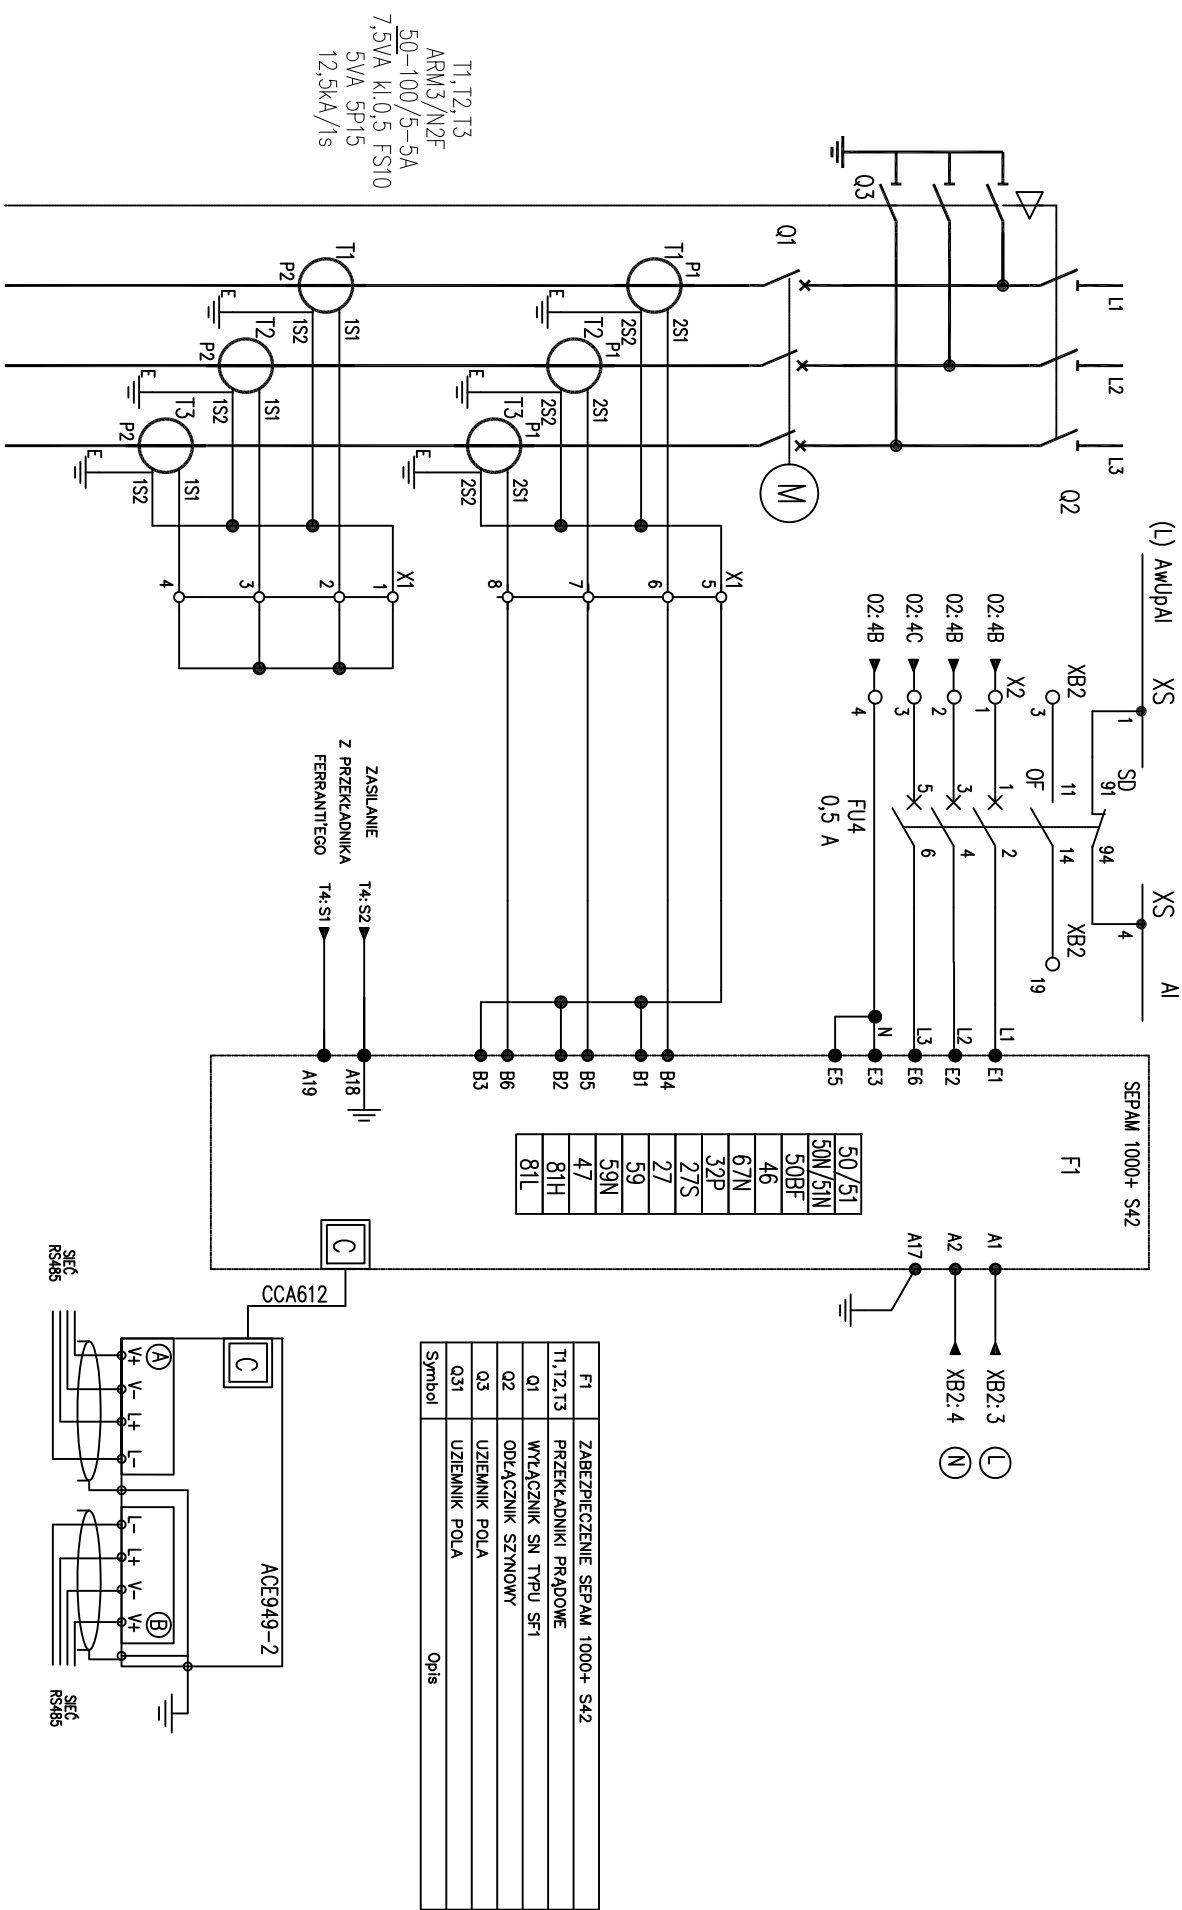 (L) AwUpAl
XS
1
SD
91
94
XS
4
Al
XB2
3
OF
11
14
XB2
19
02:4B
X2
1
1
2
L1
E1
02:4B
2
3
4
L2
E2
02:4C
3
5
6
L3
E6
02:4B
4
FU4
0,5 A
N
E3
E5
SEPAM 1000+ S42
F1
A1
XB2:3
L
A2
XB2:4
N
A17
50/51
50N/51N
50BF
46
67N
32P
27S
27
59
59N
47
81H
81L
L1
L2
L3
Q2
Q3
Q1
M
T1
P1
2S1
2S2
E
T2
P1
2S1
2S2
E
T3
P1
2S1
2S2
E
X1
5
6
7
8
B4
B1
B5
B2
B6
B3
T1
P2
1S1
1S2
E
T2
P2
1S1
1S2
E
T3
P2
1S1
1S2
E
X1
1
2
3
4
T1,T2,T3
ARM3/N2F
50-100/5-5A
7,5VA kl.0,5 FS10
5VA 5P15
12,5kA/1s
ZASILANIE
Z PRZEKŁADNIKA
FERRANTI'EGO
T4:S2
T4:S1
A18
A19
C
CCA612
C
ACE949-2
A
V+
V-
L+
L-
L-
L+
V-
V+
B
SIEĆ
RS485
SIEĆ
RS485
F1 ZABEZPIECZENIE SEPAM 1000+ S42
T1,T2,T3 PRZEKŁADNIKI PRĄDOWE
Q1 WYŁĄCZNIK SN TYPU SF1
Q2 ODŁĄCZNIK SZYNOWY
Q3 UZIEMNIK POLA
Q31 UZIEMNIK POLA
Symbol Opis